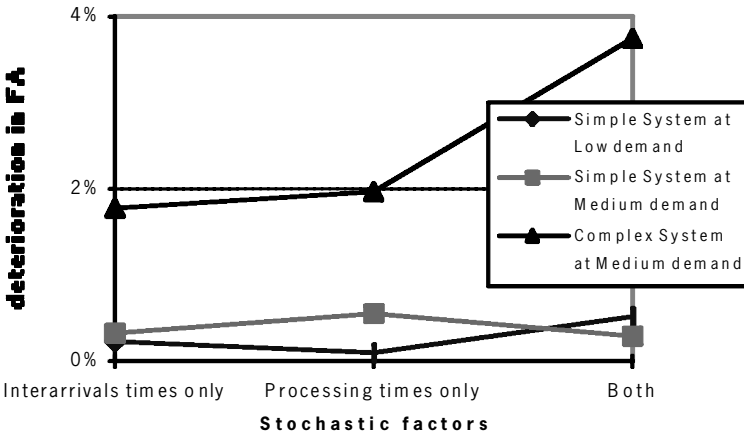 4%
deterioration in FA
2%
0%
Simple System at
Low demand
Simple System at
Medium demand
Complex System
at Medium demand
Interarrivals times only Processing times only Both
Stochastic factors